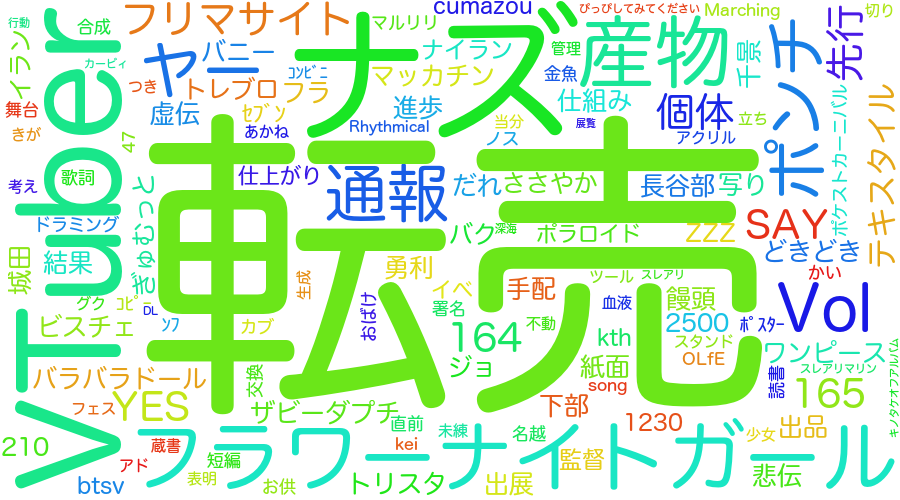 行動
合成
カービィ
イラン
舞台
きが
47
考え
歌詞
VTuber
フリマサイト
マルリリ
cumazou
ぴっぴしてみてください
Marching
切り
ヤー
バニー
ナズ
ナイラン
管理
産物
千景
ポンチ
先行
つき
トレブロ
ｺﾝﾋﾞﾆ
フラ
マッカチン
金魚
虚伝
ｾﾌﾞﾝ
進歩
仕組み
個体
立ち
あかね
Rhythmical
当分
ノス
展覧
アクリル
ポケストカーニバル
テキスタイル
転売
仕上がり
通報
だれ
ささやか
長谷部
写り
ドラミング
ぎゅむっと
バク
深海
ポラロイド
ZZZ
SAY
どきどき
城田
結果
生成
勇利
イベ
手配
ツール
スレアリ
かい
グク
ｺﾋﾟｰ
DL
ｿﾌ
カブ
おばけ
署名
不動
血液
饅頭
2500
ﾎﾟｽﾀｰ
Vol
ビスチェ
164
kth
スタンド
ワンピース
スレアリマリン
キノタケオフアルバム
バラバラドール
交換
ジョ
紙面
OLfE
読書
165
フェス
YES
ザビーダプチ
song
下部
1230
少女
出品
210
アド
蔵書
フラワーナイトガール
直前
未練
名越
kei
btsv
表明
短編
お供
トリスタ
出展
監督
悲伝